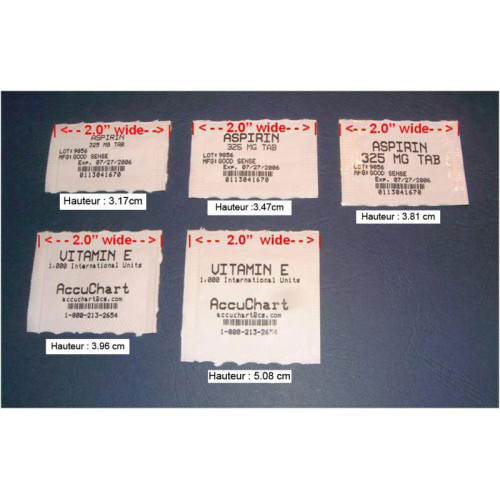 |<-- 2.0" wide-->|
ASPIRIN
325 MG TAB
LOT:9856
MFG:GOOD SENSE
Exp. 07/27/2006
0113041670
Hauteur : 3.17cm
|<-- 2.0" wide-->|
ASPIRIN
325 MG TAB
LOT:9856
MFG:GOOD SENSE
Exp. 07/27/2006
0113041670
Hauteur : 3.47cm
|<-- 2.0" wide-->|
ASPIRIN
325 MG TAB
LOT:9856
MFG:GOOD SENSE
Exp. 07/27/2006
0113041670
Hauteur : 3.81 cm
|<-- 2.0" wide-->|
VITAMIN E
1,000 International Units
AccuChart
accuchart@cs.com
1-800-213-2654
Hauteur : 3.96 cm
|<-- 2.0" wide-->|
VITAMIN E
1,000 International Units
AccuChart
accuchart@cs.com
1-800-213-2654
Hauteur : 5.08 cm